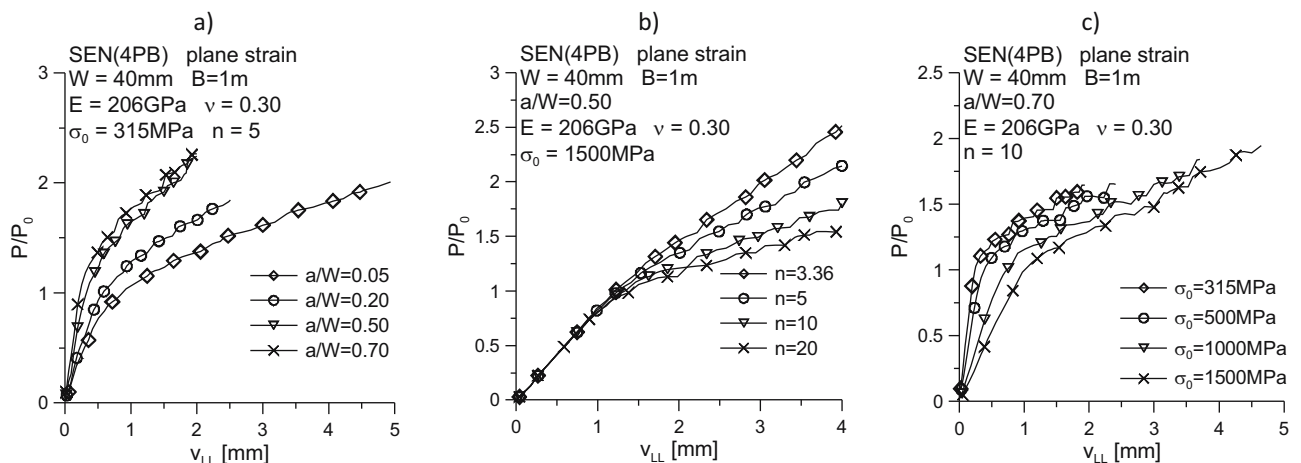 a)
SEN(4PB) plane strain
W = 40mm B=1m
E = 206GPa ν = 0.30
σ₀ = 315MPa n = 5
3
2
1
0
P/P₀
a/W=0.05
a/W=0.20
a/W=0.50
a/W=0.70
0 1 2 3 4 5
v_LL [mm]
b)
SEN(4PB) plane strain
W = 40mm B=1m
a/W=0.50
E = 206GPa ν = 0.30
σ₀ = 1500MPa
3
2.5
2
1.5
1
0.5
0
P/P₀
n=3.36
n=5
n=10
n=20
0 1 2 3 4
v_LL [mm]
c)
SEN(4PB) plane strain
W = 40mm B=1m
a/W=0.70
E = 206GPa ν = 0.30
n = 10
2.5
2
1.5
1
0.5
0
P/P₀
σ₀=315MPa
σ₀=500MPa
σ₀=1000MPa
σ₀=1500MPa
0 1 2 3 4 5
v_LL [mm]